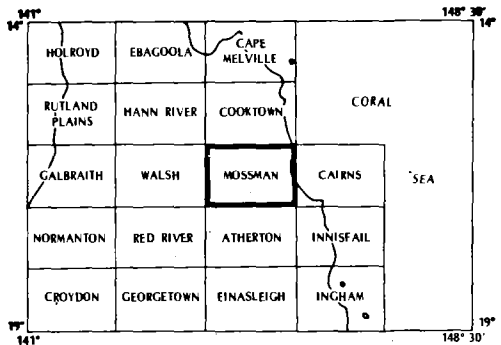 141°
148° 30'
14°
14°
HOLROYD
EBAGOOLA
CAPE
MELVILLE
RUTLAND
PLAINS
HANN RIVER
COOKTOWN
CORAL
GALBRAITH
WALSH
MOSSMAN
CAIRNS
SEA
NORMANTON
RED RIVER
ATHERTON
INNISFAIL
CROYDON
GEORGETOWN
EINASLEIGH
INGHAM
19°
19°
141°
148° 30'